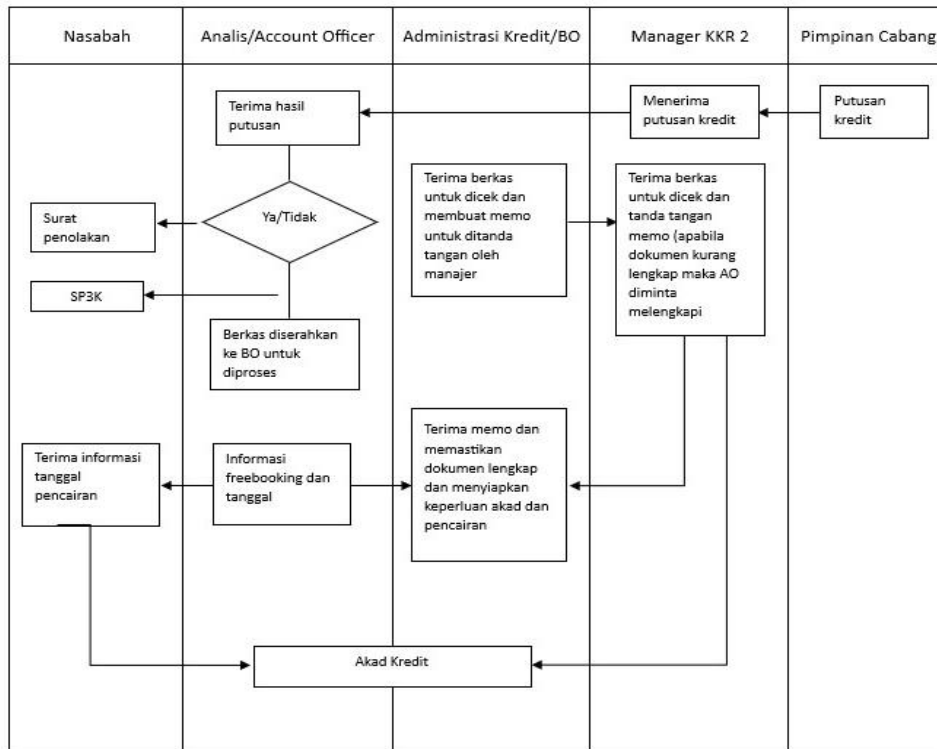 Nasabah
Analis/Account Officer
Administrasi Kredit/BO
Manager KKR 2
Pimpinan Cabang
Terima hasil
putusan
Menerima
putusan kredit
Putusan
kredit
Surat
penolakan
Ya/Tidak
Terima berkas
untuk dicek dan
membuat memo
untuk ditanda
tangan oleh
manajer
Terima berkas
untuk dicek dan
tanda tangan
memo (apabila
dokumen kurang
lengkap maka AO
diminta
melengkapi
SP3K
Berkas diserahkan
ke BO untuk
diproses
Terima informasi
tanggal
pencairan
Informasi
freebooking dan
tanggal
Terima memo dan
memastikan
dokumen lengkap
dan menyiapkan
keperluan akad dan
pencairan
Akad Kredit